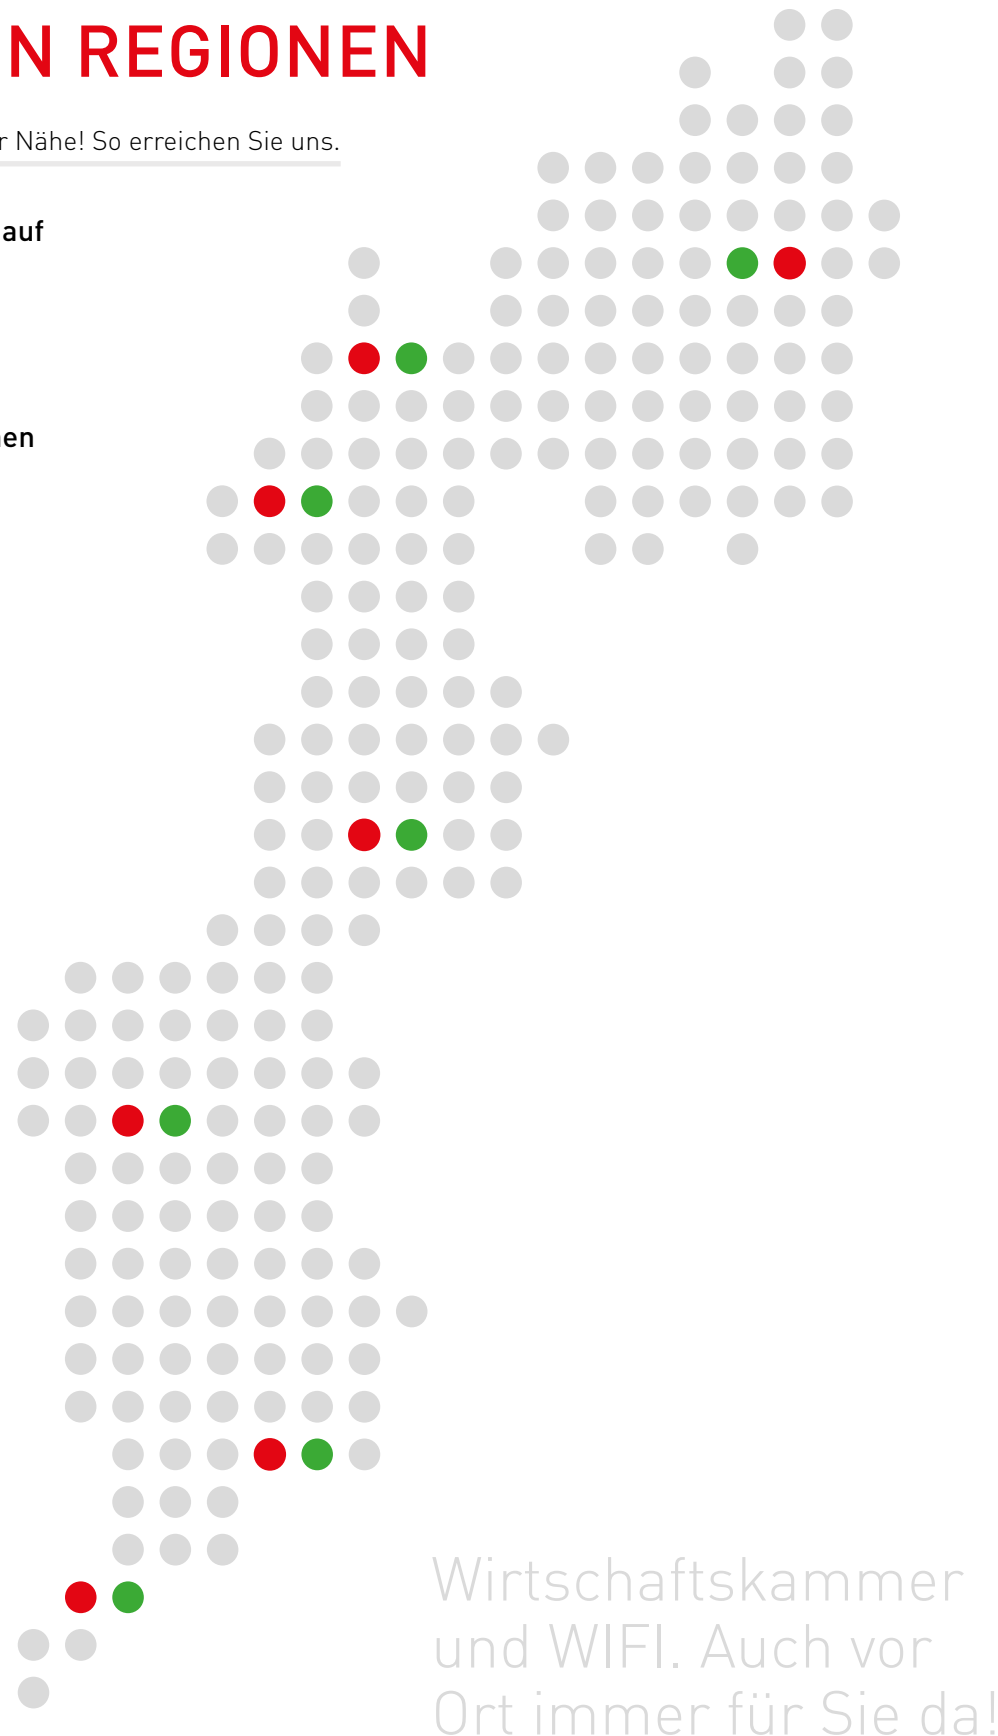 N REGIONEN
r Nähe! So erreichen Sie uns.
auf
en
Wirtschaftskammer
und WIFI. Auch vor
Ort immer für Sie da!